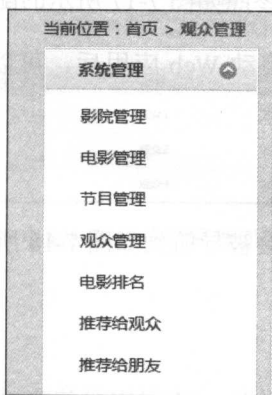 当前位置：首页 > 观众管理
系统管理
影院管理
电影管理
节目管理
观众管理
电影排名
推荐给观众
推荐给朋友